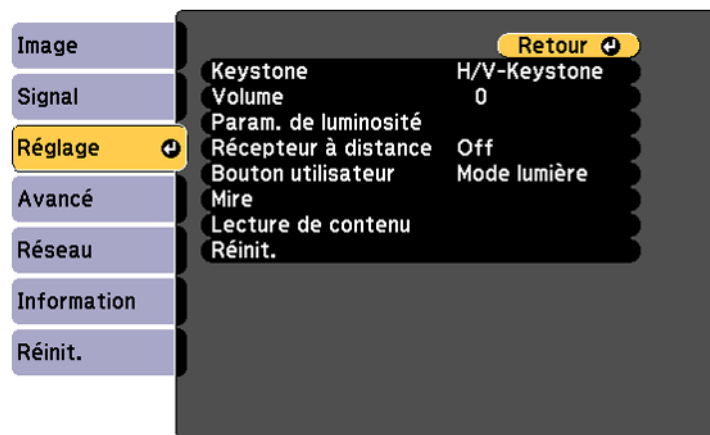 Image
Signal
Réglage
Avancé
Réseau
Information
Réinit.
Retour
Keystone H/V-Keystone
Volume 0
Param. de luminosité
Récepteur à distance Off
Bouton utilisateur Mode lumière
Mire
Lecture de contenu
Réinit.